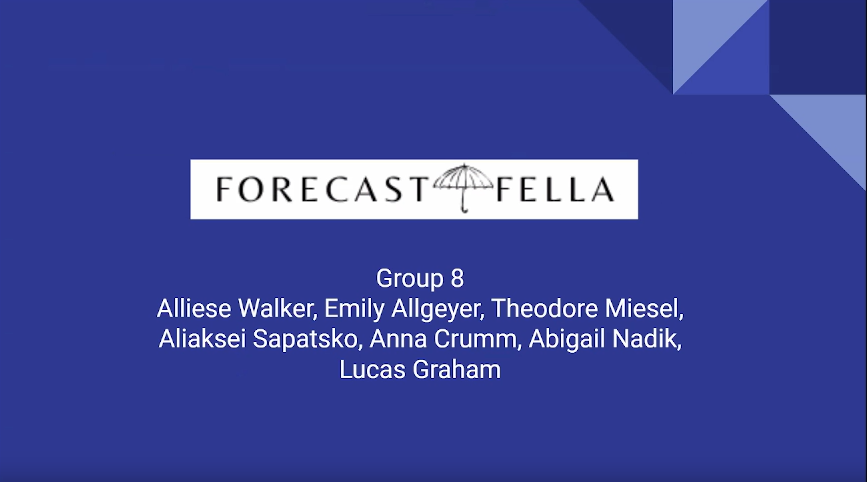 FORECAST FELLA
Group 8
Alliese Walker, Emily Allgeyer, Theodore Miesel,
Aliaksei Sapatsko, Anna Crumm, Abigail Nadik,
Lucas Graham